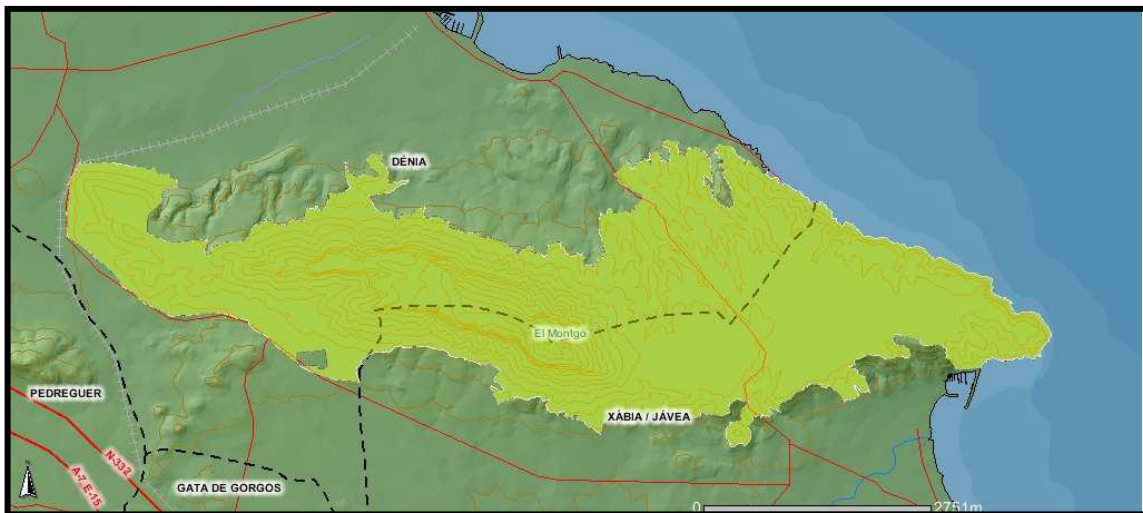 DÉNIA
El Montgó
PEDREGUER
XÀBIA / JÁVEA
N-332
A-7, E-15
GATA DE GORGOS
0 2751m